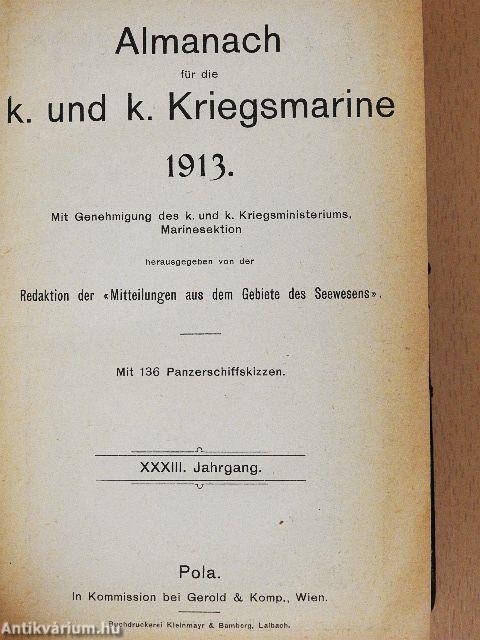 Almanach
für die
k. und k. Kriegsmarine
1913.
Mit Genehmigung des k. und k. Kriegsministeriums,
Marinesektion
herausgegeben von der
Redaktion der «Mitteilungen aus dem Gebiete des Seewesens».
Mit 136 Panzerschiffskizzen.
XXXIII. Jahrgang.
Pola.
In Kommission bei Gerold & Komp., Wien.
Buchdruckerei Kleinmayr & Bamberg, Laibach.
Antikvárium.hu